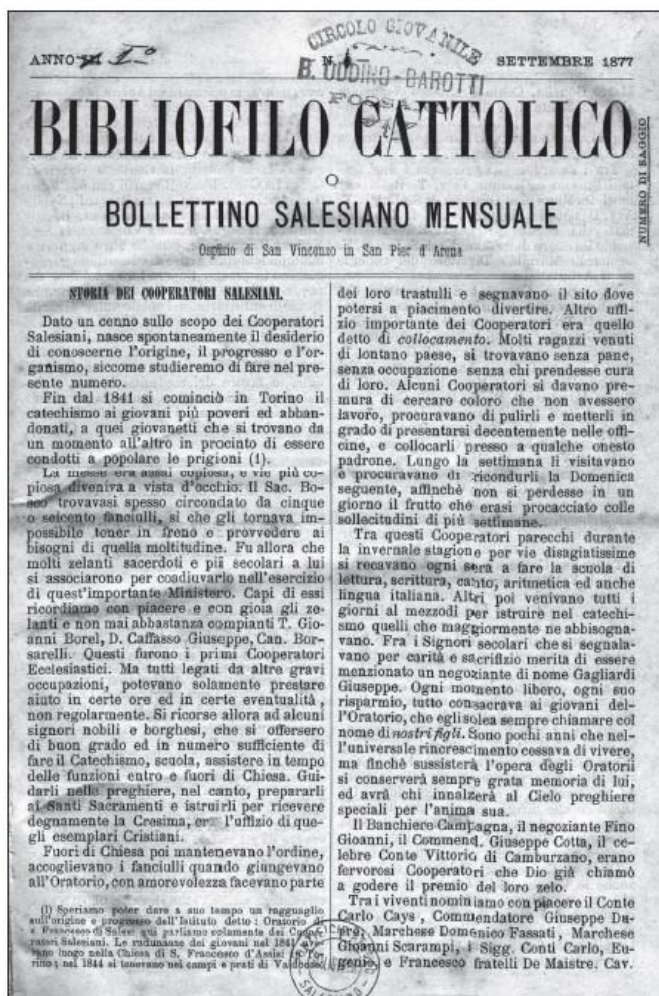 CIRCOLO GIOVANILE
ANNO III I° N. SETTEMBRE 1877
B. UDDINO-BAROTTI
BIBLIOFILO CATTOLICO
O
BOLLETTINO SALESIANO MENSUALE
Ospizio di San Vincenzo in San Pier d'Arena
NUMERO DI SAGGIO
STORIA DEI COOPERATORI SALESIANI.
Dato un cenno sullo scopo dei Cooperatori
Salesiani, nasce spontaneamente il desiderio
di conoscerne l'origine, il progresso e l'or-
ganismo, siccome studieremo di fare nel pre-
sente numero.
Fin dal 1841 si cominciò in Torino il
catechismo ai giovani più poveri ed abban-
donati, a quei giovanetti che si trovano da
un momento all'altro in procinto di essere
condotti a popolare le prigioni (1).
La messe era assai copiosa, e vie più co-
piosa diveniva a vista d'occhio. Il Sac. Bo-
sco trovavasi spesso circondato da cinque
o seicento fanciulli, sì che gli tornava im-
possibile tener in freno e provvedere ai
bisogni di quella moltitudine. Fu allora che
molti zelanti sacerdoti e più secolari a lui
si associarono per coadiuvarlo nell'esercizio
di quest'importante Ministero. Capi di essi
ricordiamo con piacere e con gioia gli ze-
lanti e non mai abbastanza compianti T. Gio-
anni Borel, D. Caffasso Giuseppe, Can. Bor-
sarelli. Questi furono i primi Cooperatori
Ecclesiastici. Ma tutti legati da altre gravi
occupazioni, potevano solamente prestare
aiuto in certe ore ed in certe eventualità,
non regolarmente. Si ricorse allora ad alcuni
signori nobili e borghesi, che si offersero
di buon grado ed in numero sufficiente di
fare il Catechismo, scuola, assistere in tempo
delle funzioni entro e fuori di Chiesa. Gui-
darli nelle preghiere, nel canto, prepararli
ai Santi Sacramenti e istruirli per ricevere
degnamente la Cresima, er l'uffizio di que-
gli esemplari Cristiani.
Fuori di Chiesa poi mantenevano l'ordine,
accoglievano i fanciulli quando giungevano
all'Oratorio, con amorevolezza facevano parte
(1) Speriamo poter dare a suo tempo un ragguaglio
sull'origine e progresso dell'Istituto detto: Oratorio di
s. Francesco di Sales: qui parliamo solamente dei Coope-
ratori Salesiani. Le radunanze dei giovani nel 1841 ave-
vano luogo nella Chiesa di S. Francesco d'Assisi in To-
rino; nel 1844 si tenevano nei campi e prati di Valdocco.
dei loro trastulli e segnavano il sito dove
potersi a piacimento divertire. Altro uffi-
zio importante dei Cooperatori era quello
detto di collocamento. Molti ragazzi venuti
di lontano paese, si trovavano senza pane,
senza occupazione senza chi prendesse cura
di loro. Alcuni Cooperatori si davano pre-
mura di cercare coloro che non avessero
lavoro, procuravano di pulirli e metterli in
grado di presentarsi decentemente nelle offi-
cine, e collocarli presso a qualche onesto
padrone. Lungo la settimana li visitavano
e procuravano di ricondurli la Domenica
seguente, affinchè non si perdesse in un
giorno il frutto che erasi procacciato colle
sollecitudini di più settimane.
Tra questi Cooperatori parecchi durante
la invernale stagione per vie disagiatissime
si recavano ogni sera a fare la scuola di
lettura, scrittura, canto, aritmetica ed anche
lingua italiana. Altri poi venivano tutti i
giorni al mezzodì per istruire nel catechi-
smo quelli che maggiormente ne abbisogna-
vano. Fra i Signori secolari che si segnala-
vano per carità e sacrifizio merita di essere
menzionato un negoziante di nome Gagliardi
Giuseppe. Ogni momento libero, ogni suo
risparmio, tutto consacrava ai giovani del-
l'Oratorio, che egli solea sempre chiamare col
nome di nostri figli. Sono pochi anni che nel-
l'universale rincrescimento cessava di vivere,
ma finchè sussisterà l'opera degli Oratorii
si conserverà sempre grata memoria di lui,
ed avrà chi innalzerà al Cielo preghiere
speciali per l'anima sua.
Il Banchiere Campagna, il negoziante Fino
Gioanni, il Commend. Giuseppe Cotta, il ce-
lebre Conte Vittorio di Camburzano, erano
fervorosi Cooperatori che Dio già chiamò
a godere il premio del loro zelo.
Tra i viventi nominiamo con piacere il Conte
Carlo Cays, Commendatore Giuseppe Du-
prè, Marchese Domenico Fassati, Marchese
Gioanni Scarampi, i Sigg. Conti Carlo, Eu-
genio, e Francesco fratelli De Maistre. Cav.